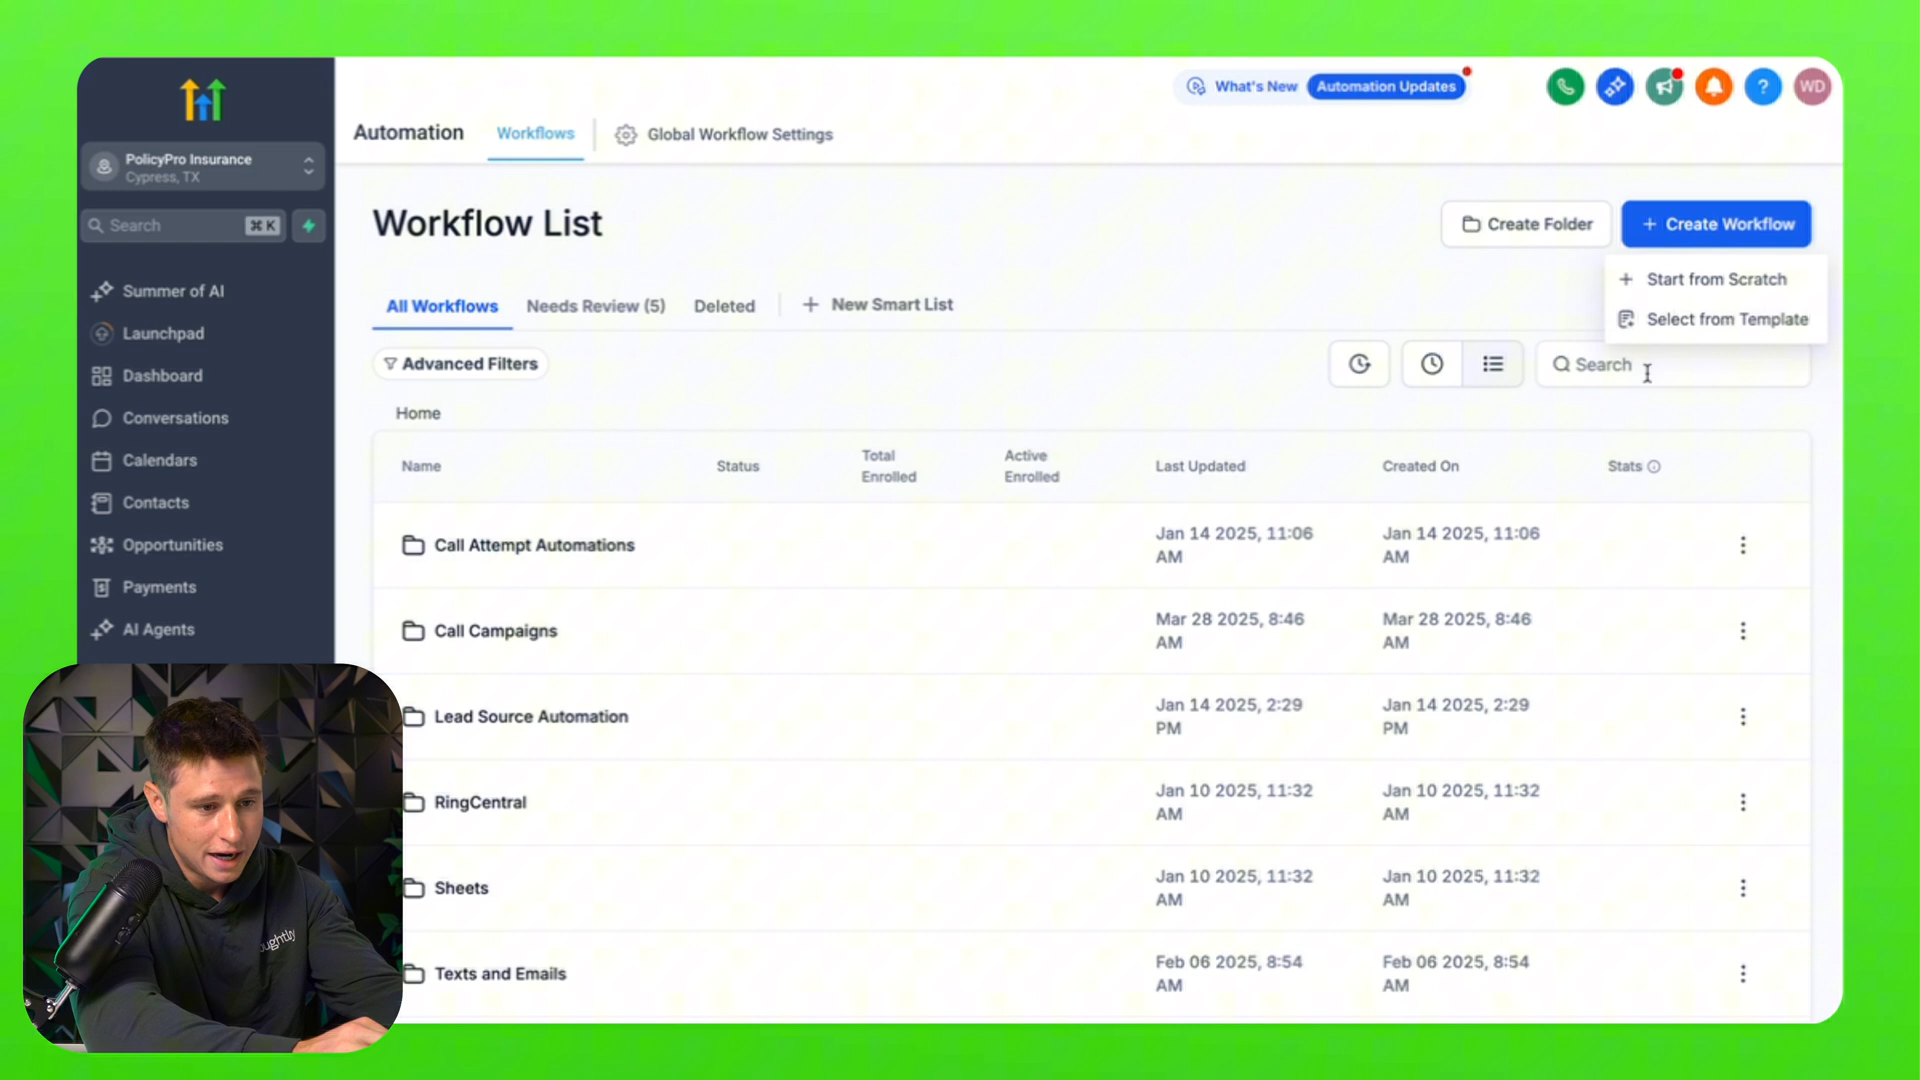 What's New
Automation Updates
?
WD
Automation
Workflows
Global Workflow Settings
PolicyPro Insurance
Cypress, TX
Search
⌘ K
Workflow List
Create Folder
+ Create Workflow
+ Start from Scratch
Select from Template
Summer of AI
Launchpad
Dashboard
Conversations
Calendars
Contacts
Opportunities
Payments
AI Agents
All Workflows
Needs Review (5)
Deleted
+ New Smart List
Advanced Filters
Search
Home
Name
Status
Total
Enrolled
Active
Enrolled
Last Updated
Created On
Stats
Call Attempt Automations
Jan 14 2025, 11:06
AM
Jan 14 2025, 11:06
AM
Call Campaigns
Mar 28 2025, 8:46
AM
Mar 28 2025, 8:46
AM
Lead Source Automation
Jan 14 2025, 2:29
PM
Jan 14 2025, 2:29
PM
RingCentral
Jan 10 2025, 11:32
AM
Jan 10 2025, 11:32
AM
Sheets
Jan 10 2025, 11:32
AM
Jan 10 2025, 11:32
AM
Texts and Emails
Feb 06 2025, 8:54
AM
Feb 06 2025, 8:54
AM